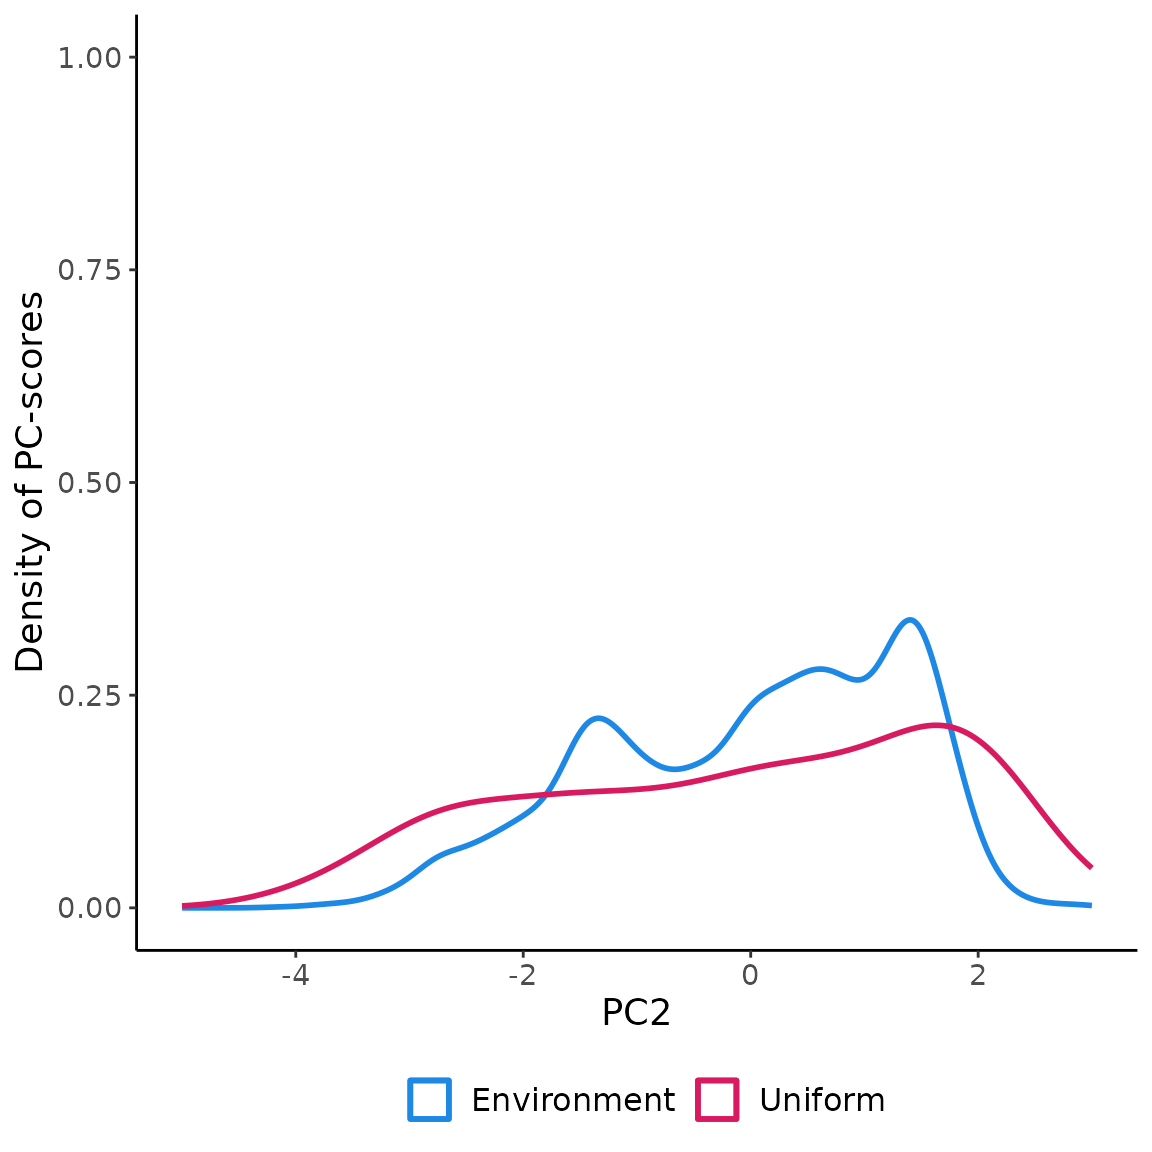 1.00
0.75
0.50
0.25
0.00
Density of PC-scores
-4 -2 0 2
PC2
Environment Uniform